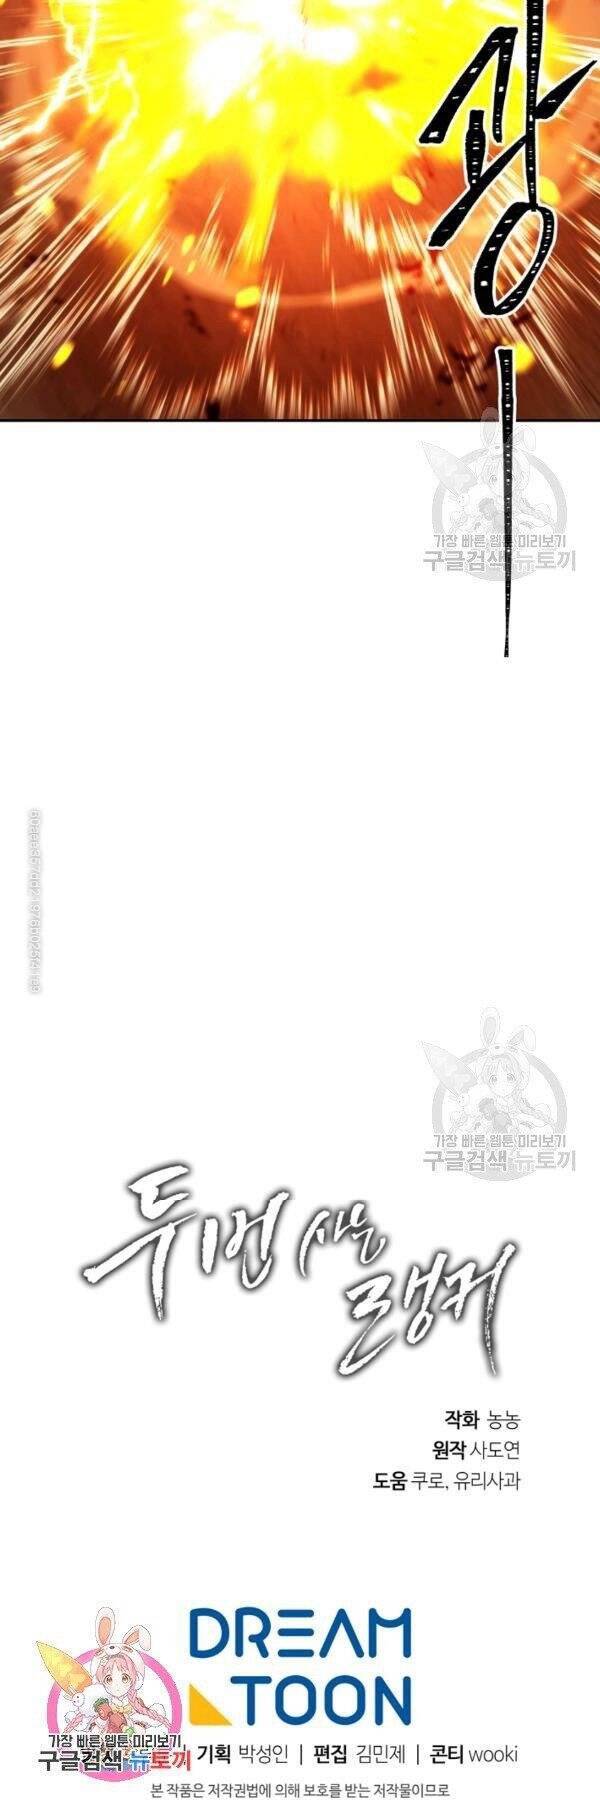 쾅
가장 빠른 웹툰 미리보기
구글검색 뉴토끼
가장 빠른 웹툰 미리보기
구글검색 뉴토끼
두 번 사는
랭커
작화 농농
원작 사도연
도움 쿠로, 유리사과
DREAM
TOON
가장 빠른 웹툰 미리보기
구글검색 뉴토끼
기획 박성인 | 편집 김민제 | 콘티 wooki
본 작품은 저작권법에 의해 보호를 받는 저작물이므로